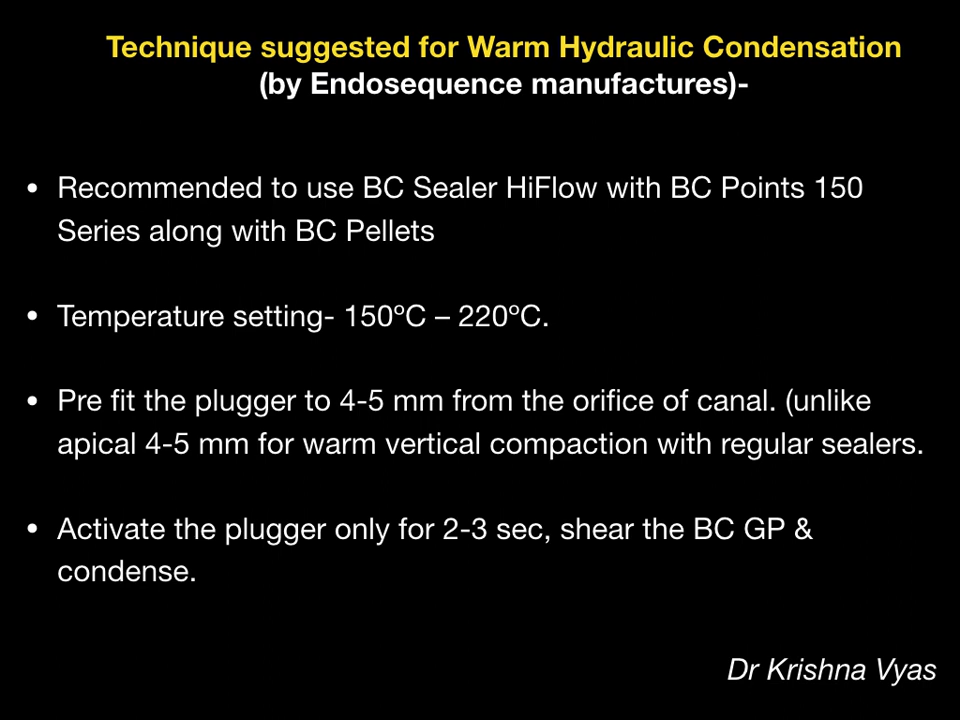 Technique suggested for Warm Hydraulic Condensation
(by Endosequence manufactures)-
• Recommended to use BC Sealer HiFlow with BC Points 150
Series along with BC Pellets
• Temperature setting- 150°C – 220°C.
• Pre fit the plugger to 4-5 mm from the orifice of canal. (unlike
apical 4-5 mm for warm vertical compaction with regular sealers.
• Activate the plugger only for 2-3 sec, shear the BC GP &
condense.
Dr Krishna Vyas